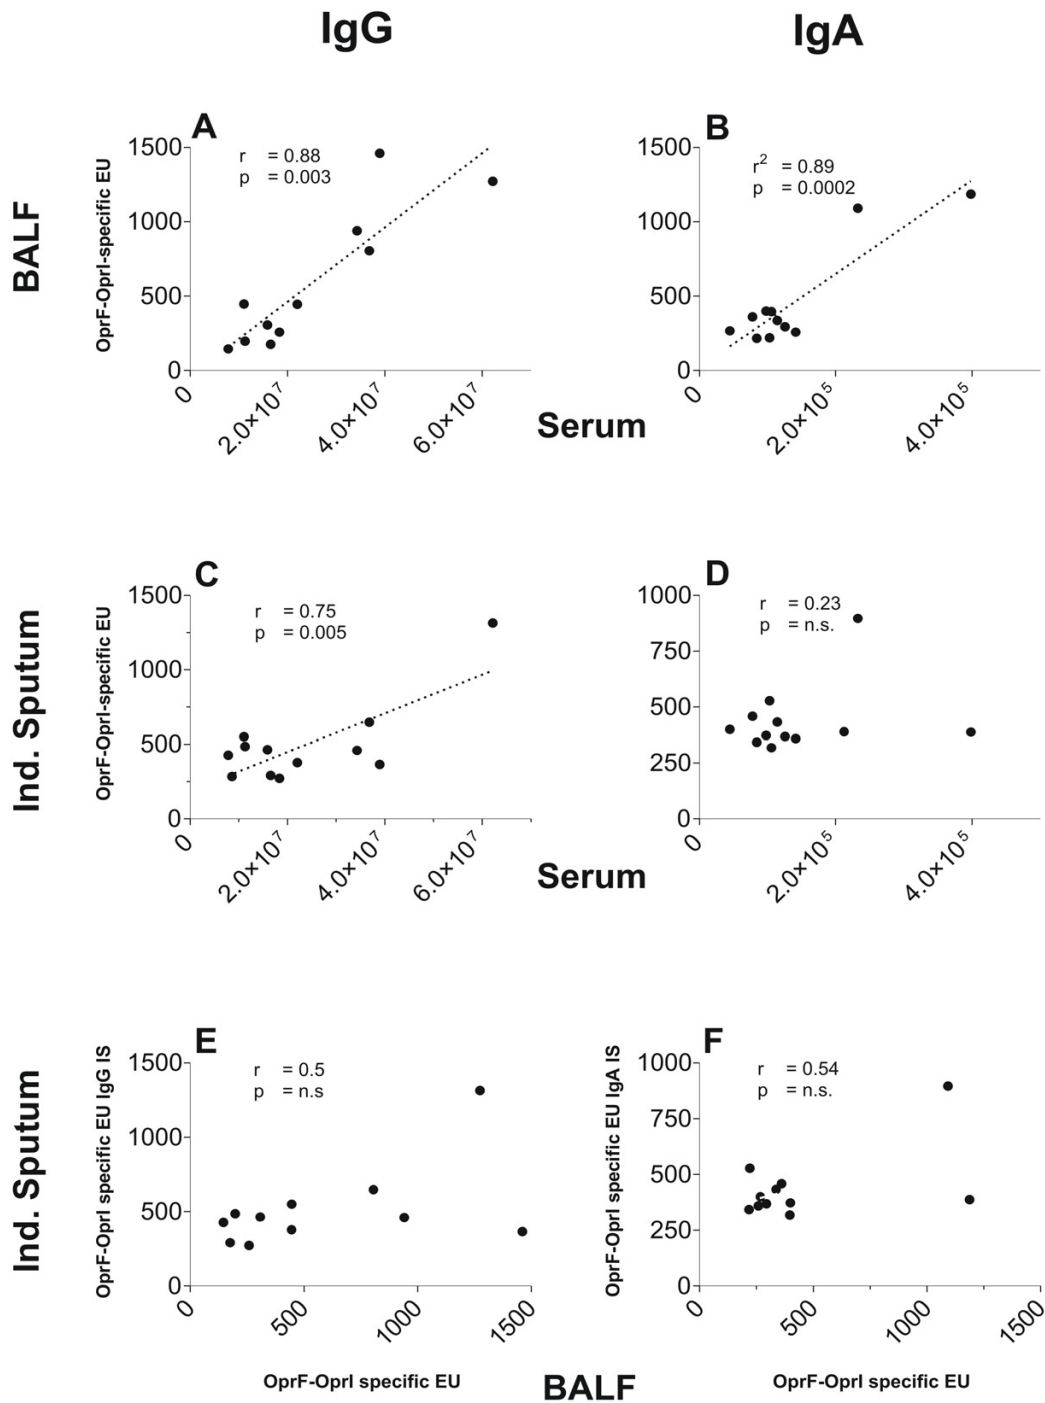 IgG
IgA
BALF
A
r = 0.88
p = 0.003
OprF-OprI-specific EU
1500
1000
500
0
0
2.0×10⁷
4.0×10⁷
6.0×10⁷
B
r² = 0.89
p = 0.0002
1500
1000
500
0
0
2.0×10⁵
4.0×10⁵
Serum
Ind. Sputum
C
r = 0.75
p = 0.005
OprF-OprI-specific EU
1500
1000
500
0
0
2.0×10⁷
4.0×10⁷
6.0×10⁷
D
r = 0.23
p = n.s.
1000
750
500
250
0
0
2.0×10⁵
4.0×10⁵
Serum
Ind. Sputum
E
r = 0.5
p = n.s
OprF-OprI specific EU IgG IS
1500
1000
500
0
0
500
1000
1500
OprF-OprI specific EU
F
r = 0.54
p = n.s.
OprF-OprI specific EU IgA IS
1000
750
500
250
0
0
500
1000
1500
OprF-OprI specific EU
BALF